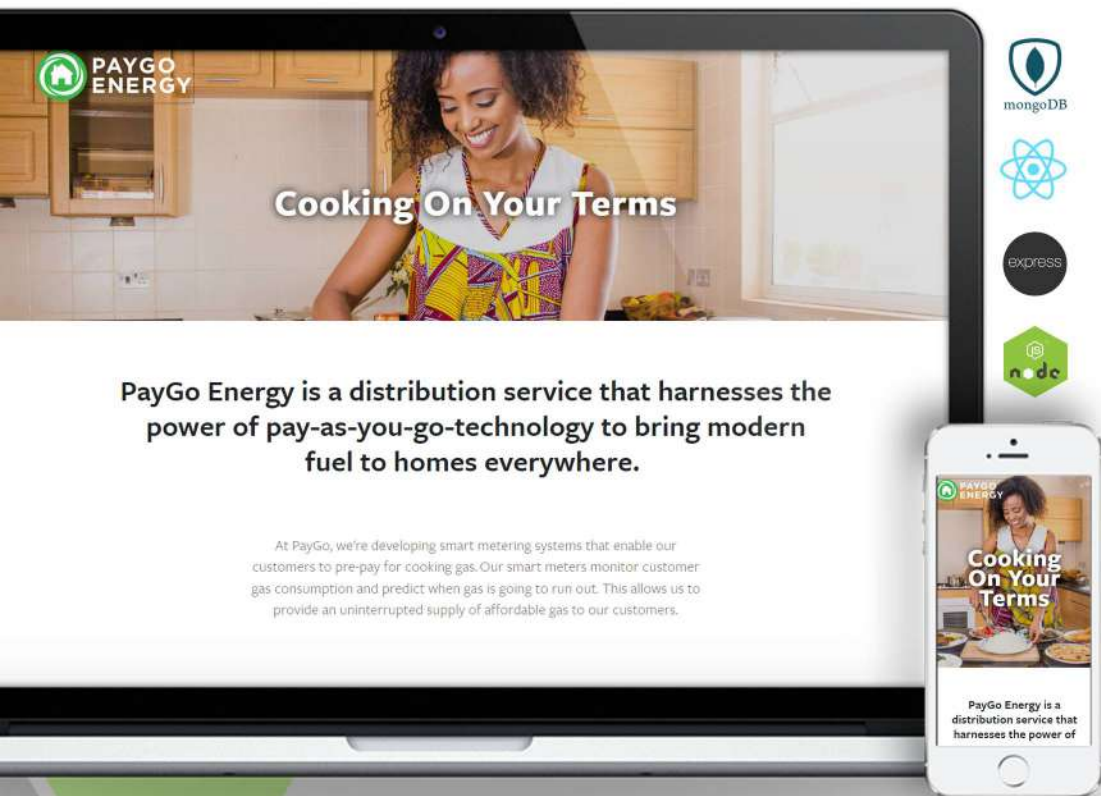 PAYGO
ENERGY
Cooking On Your Terms
PayGo Energy is a distribution service that harnesses the
power of pay-as-you-go-technology to bring modern
fuel to homes everywhere.
At PayGo, we're developing smart metering systems that enable our
customers to pre-pay for cooking gas. Our smart meters monitor customer
gas consumption and predict when gas is going to run out. This allows us to
provide an uninterrupted supply of affordable gas to our customers.
mongoDB
express
JS
node
PAYGO
ENERGY
Cooking
On Your
Terms
PayGo Energy is a
distribution service that
harnesses the power of